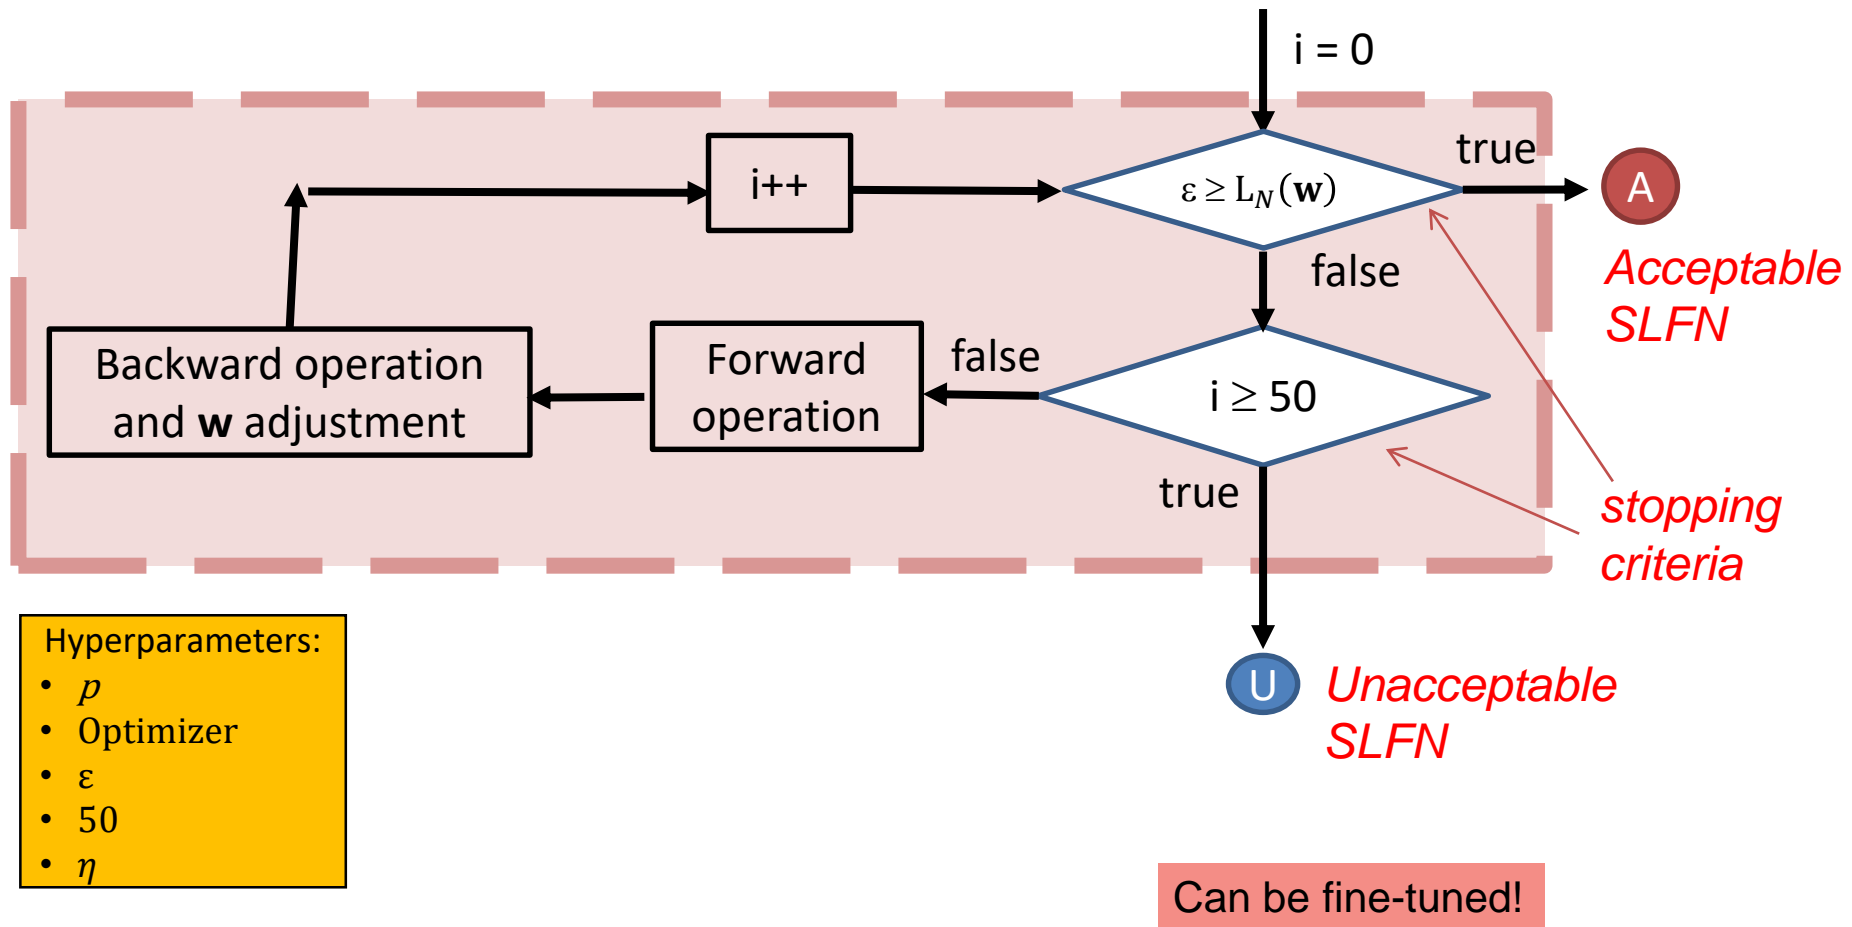 i = 0
true
i++
ε ≥ L_N(w)
A
false
Acceptable
SLFN
Backward operation
and w adjustment
Forward
operation
false
i ≥ 50
true
stopping
criteria
Hyperparameters:
• p
• Optimizer
• ε
• 50
• η
U
Unacceptable
SLFN
Can be fine-tuned!